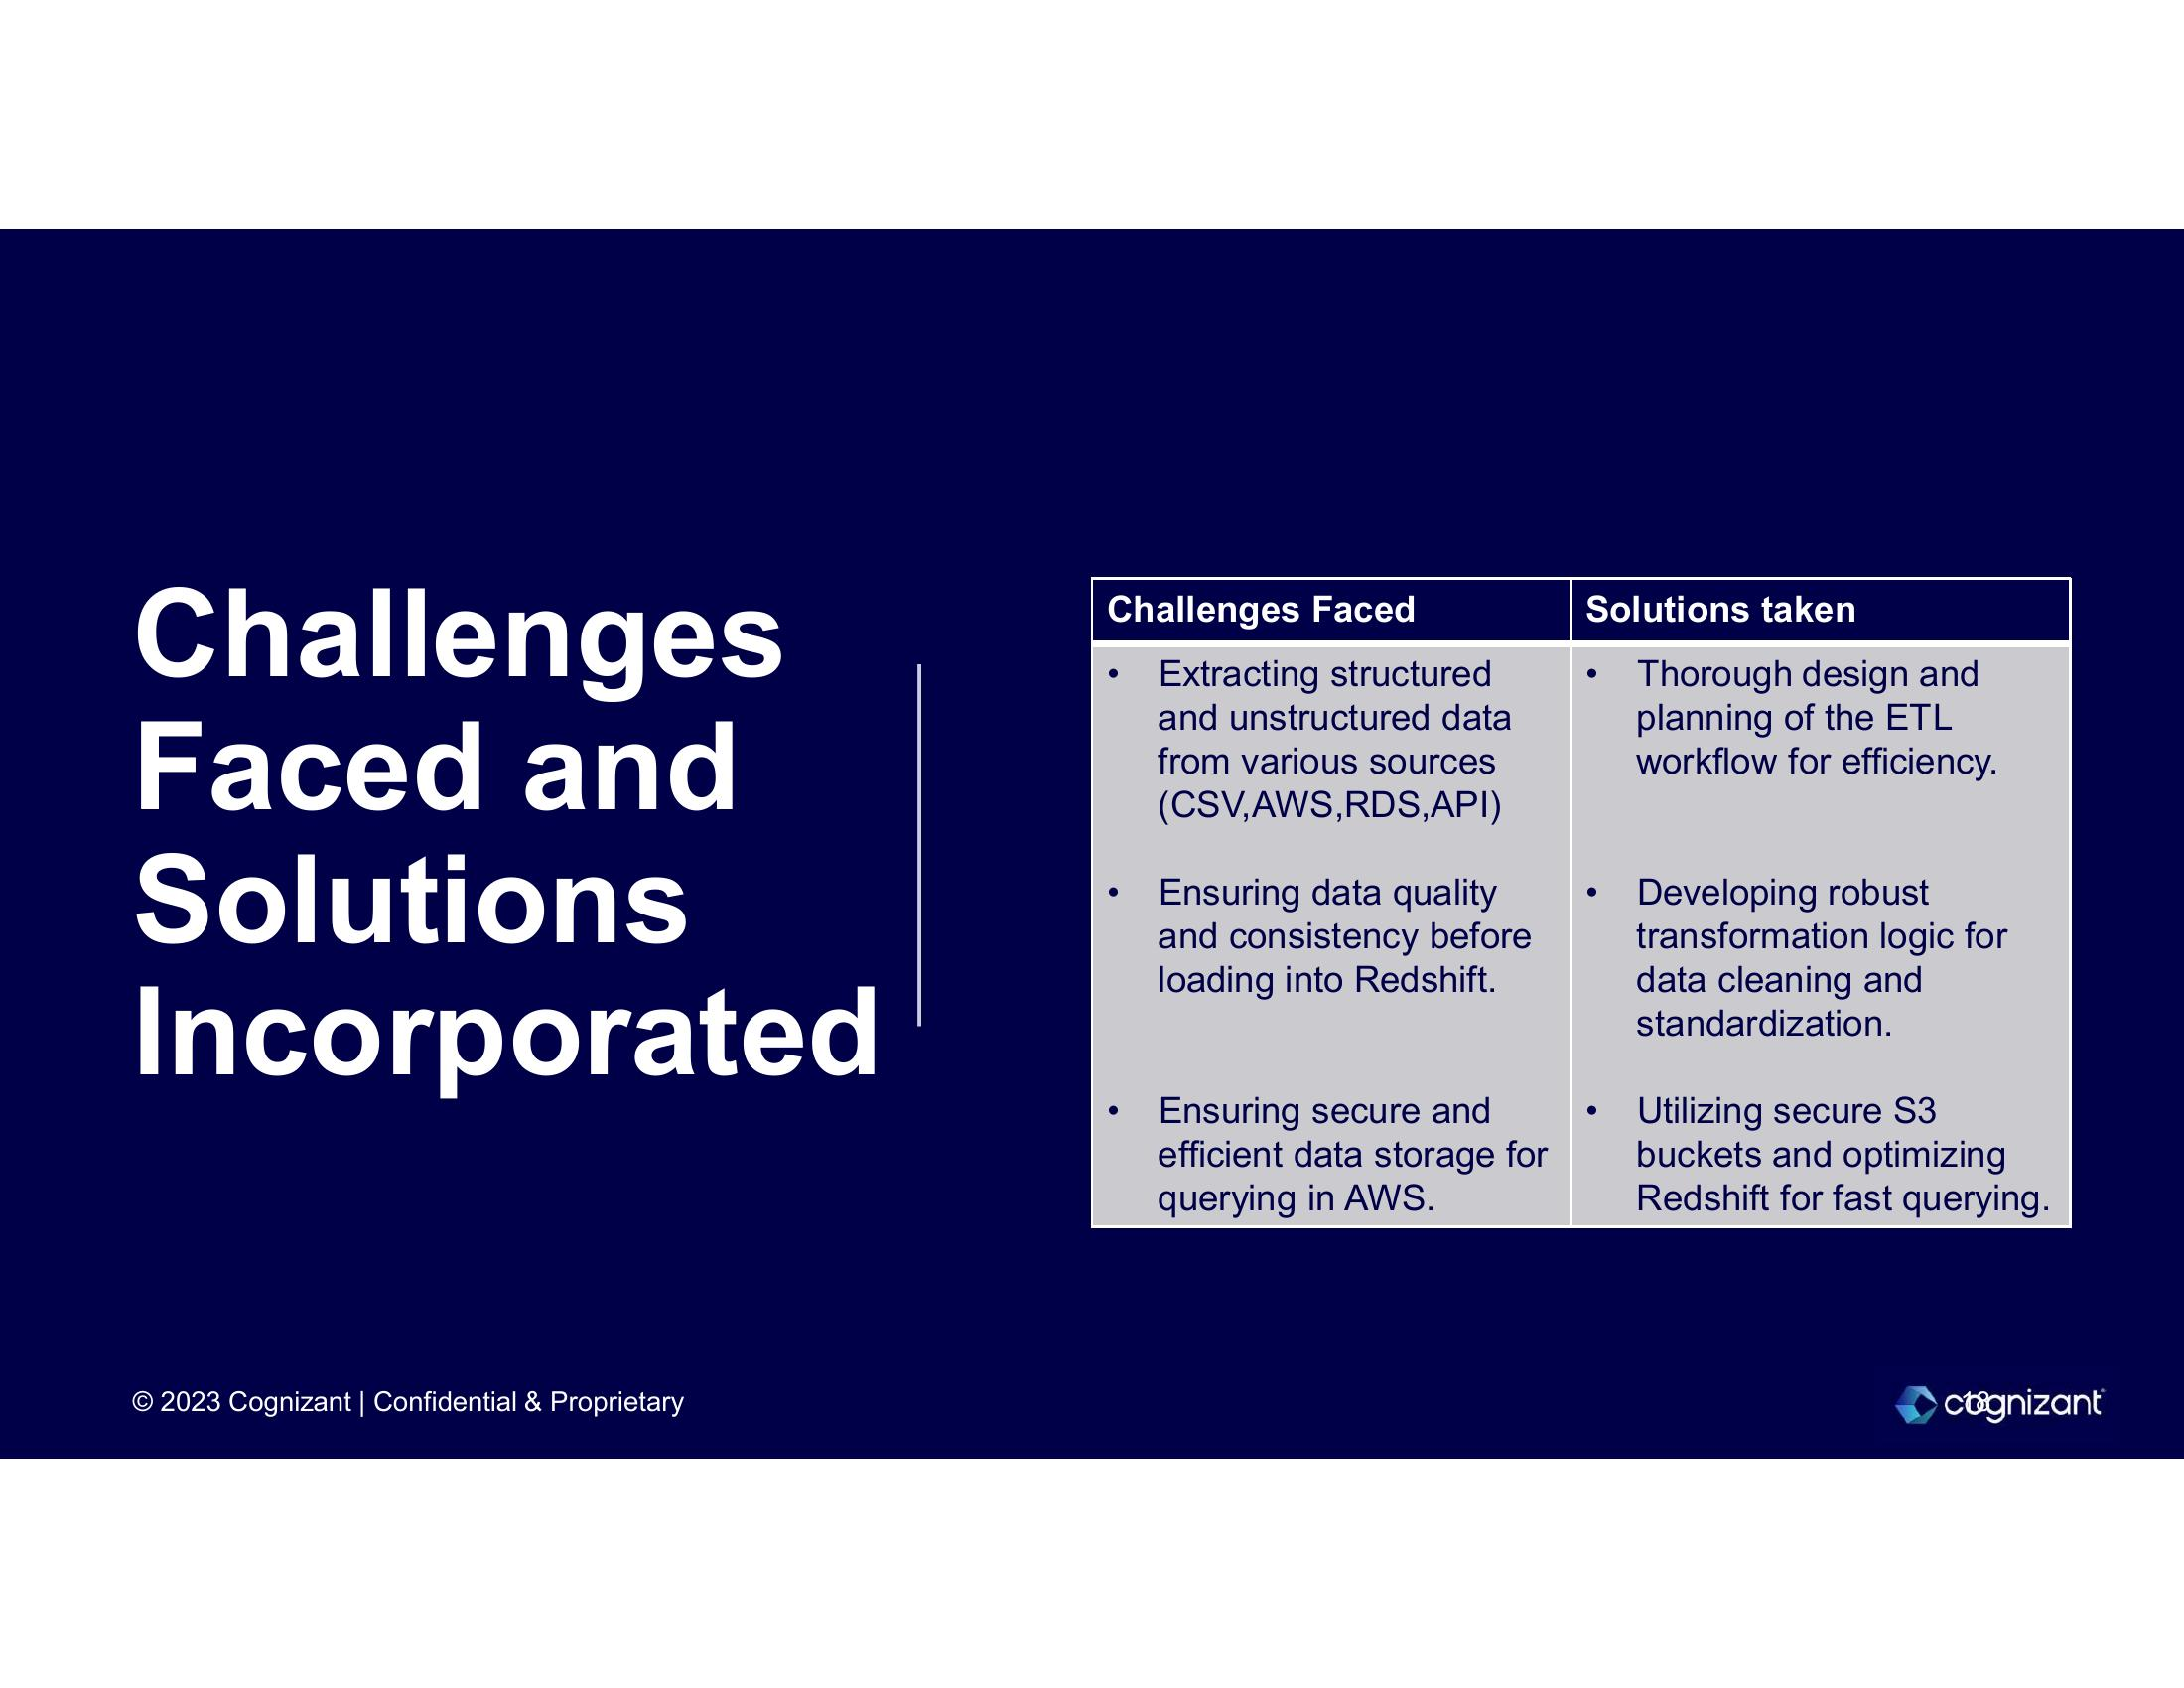 Challenges
Faced and
Solutions
Incorporated
Challenges Faced
Solutions taken
• Extracting structured
and unstructured data
from various sources
(CSV,AWS,RDS,API)
• Thorough design and
planning of the ETL
workflow for efficiency.
• Ensuring data quality
and consistency before
loading into Redshift.
• Developing robust
transformation logic for
data cleaning and
standardization.
• Ensuring secure and
efficient data storage for
querying in AWS.
• Utilizing secure S3
buckets and optimizing
Redshift for fast querying.
© 2023 Cognizant | Confidential & Proprietary
cognizant
18